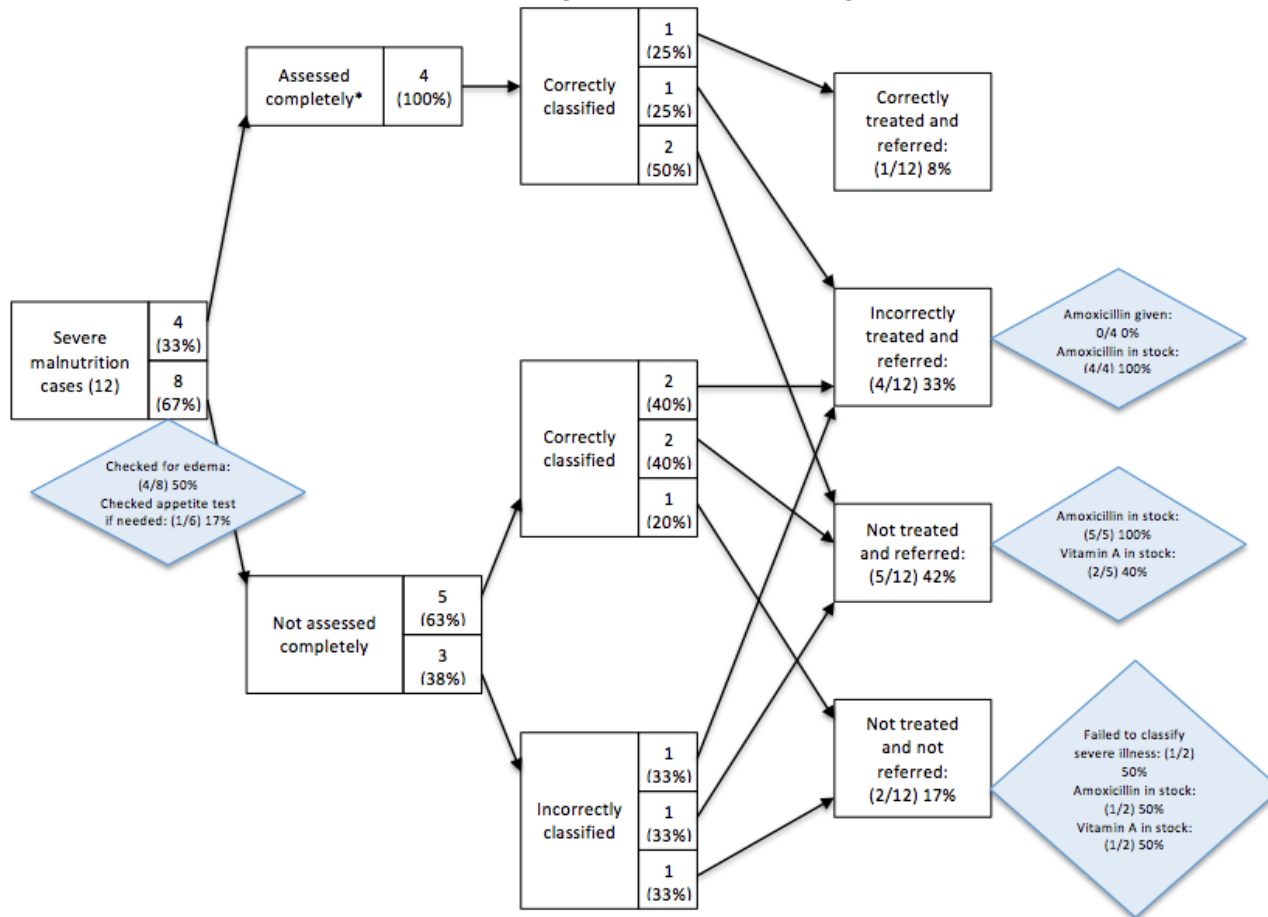 Assessed
completely*
4
(100%)
Correctly
classified
1
(25%)
1
(25%)
2
(50%)
Correctly
treated and
referred:
(1/12) 8%
Severe
malnutrition
cases (12)
4
(33%)
8
(67%)
Checked for edema:
(4/8) 50%
Checked appetite test
if needed: (1/6) 17%
Incorrectly
treated and
referred:
(4/12) 33%
Amoxicillin given:
0/4 0%
Amoxicillin in stock:
(4/4) 100%
Correctly
classified
2
(40%)
2
(40%)
1
(20%)
Not treated
and referred:
(5/12) 42%
Amoxicillin in stock:
(5/5) 100%
Vitamin A in stock:
(2/5) 40%
Not assessed
completely
5
(63%)
3
(38%)
Incorrectly
classified
1
(33%)
1
(33%)
1
(33%)
Not treated
and not
referred:
(2/12) 17%
Failed to classify
severe illness: (1/2)
50%
Amoxicillin in stock:
(1/2) 50%
Vitamin A in stock:
(1/2) 50%